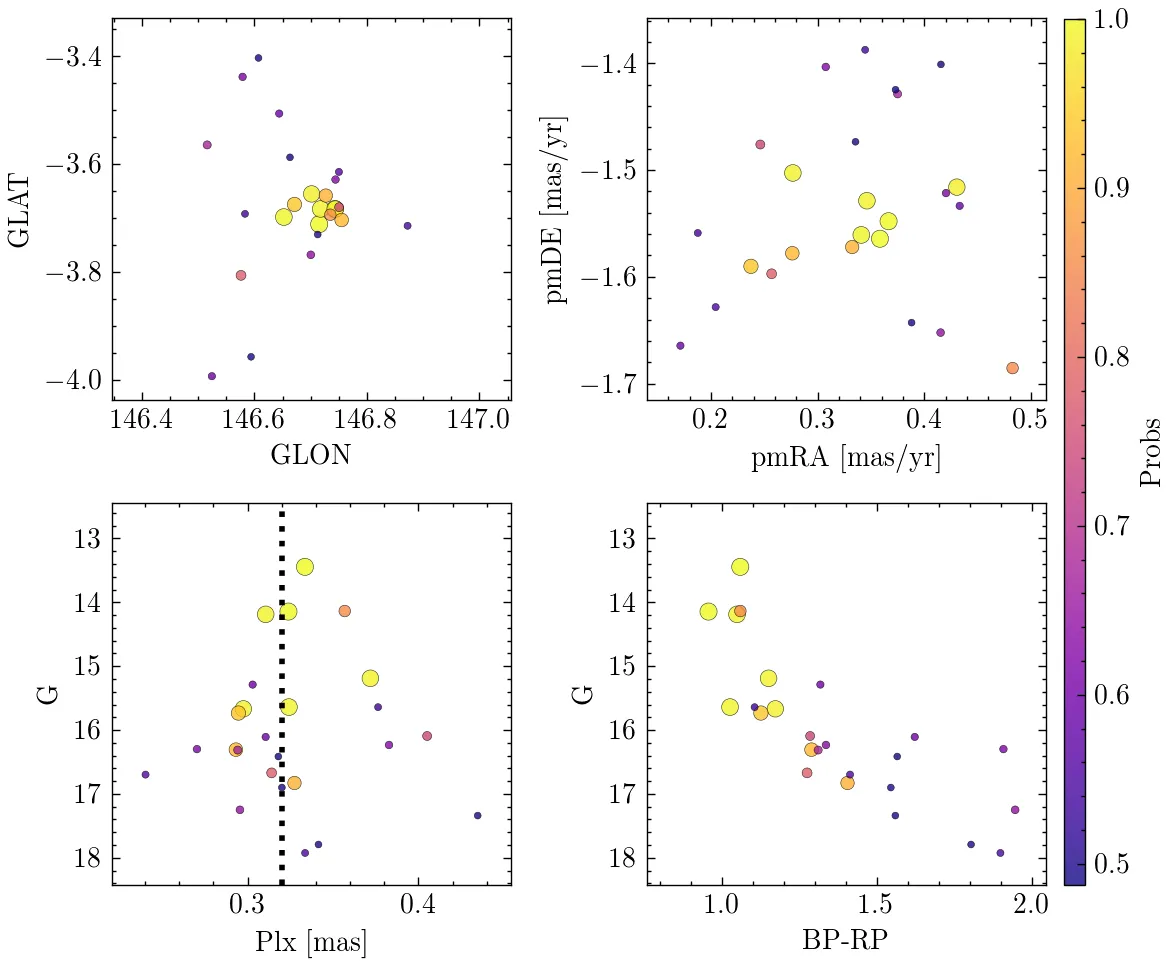 −3.4
−3.6
−3.8
−4.0
GLAT
146.4 146.6 146.8 147.0
GLON
−1.4
−1.5
−1.6
−1.7
pmDE [mas/yr]
0.2 0.3 0.4 0.5
pmRA [mas/yr]
13
14
15
16
17
18
G
0.3 0.4
Plx [mas]
13
14
15
16
17
18
G
1.0 1.5 2.0
BP-RP
1.0
0.9
0.8
0.7
0.6
0.5
Probs